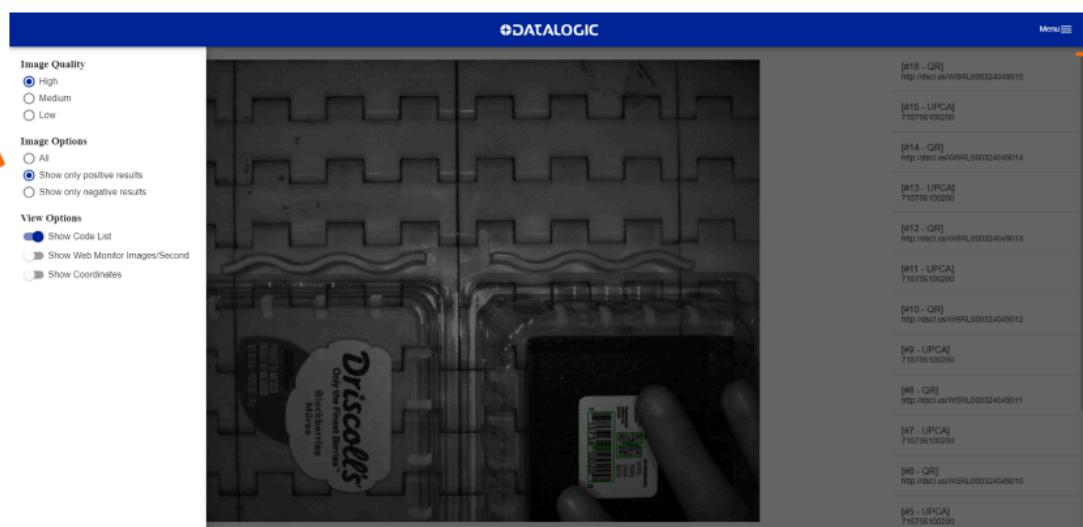 DATALOGIC
Menu
Image Quality
High
Medium
Low
Image Options
All
Show only positive results
Show only negative results
View Options
Show Code List
Show Web Monitor Images/Second
Show Coordinates
Driscoll's
Only the Finest Berries™
Blackberries
Mûres
[#16 - QR]
http://dscl.us/WSRL000324049015
[#15 - UPCA]
715756100200
[#14 - QR]
http://dscl.us/WSRL000324049014
[#13 - UPCA]
715756100200
[#12 - QR]
http://dscl.us/WSRL000324049013
[#11 - UPCA]
715756100200
[#10 - QR]
http://dscl.us/WSRL000324049012
[#9 - UPCA]
715756100200
[#8 - QR]
http://dscl.us/WSRL000324049011
[#7 - UPCA]
715756100200
[#6 - QR]
http://dscl.us/WSRL000324049010
[#5 - UPCA]
715756100200